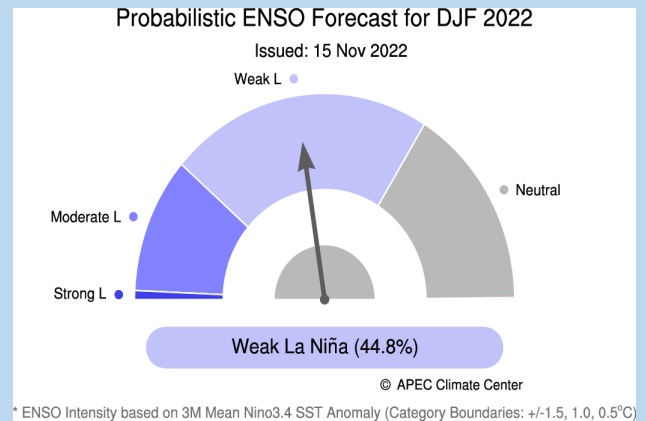 Probabilistic ENSO Forecast for DJF 2022
Issued: 15 Nov 2022
Weak L
Neutral
Moderate L
Strong L
Weak La Niña (44.8%)
© APEC Climate Center
* ENSO Intensity based on 3M Mean Nino3.4 SST Anomaly (Category Boundaries: +/-1.5, 1.0, 0.5°C)